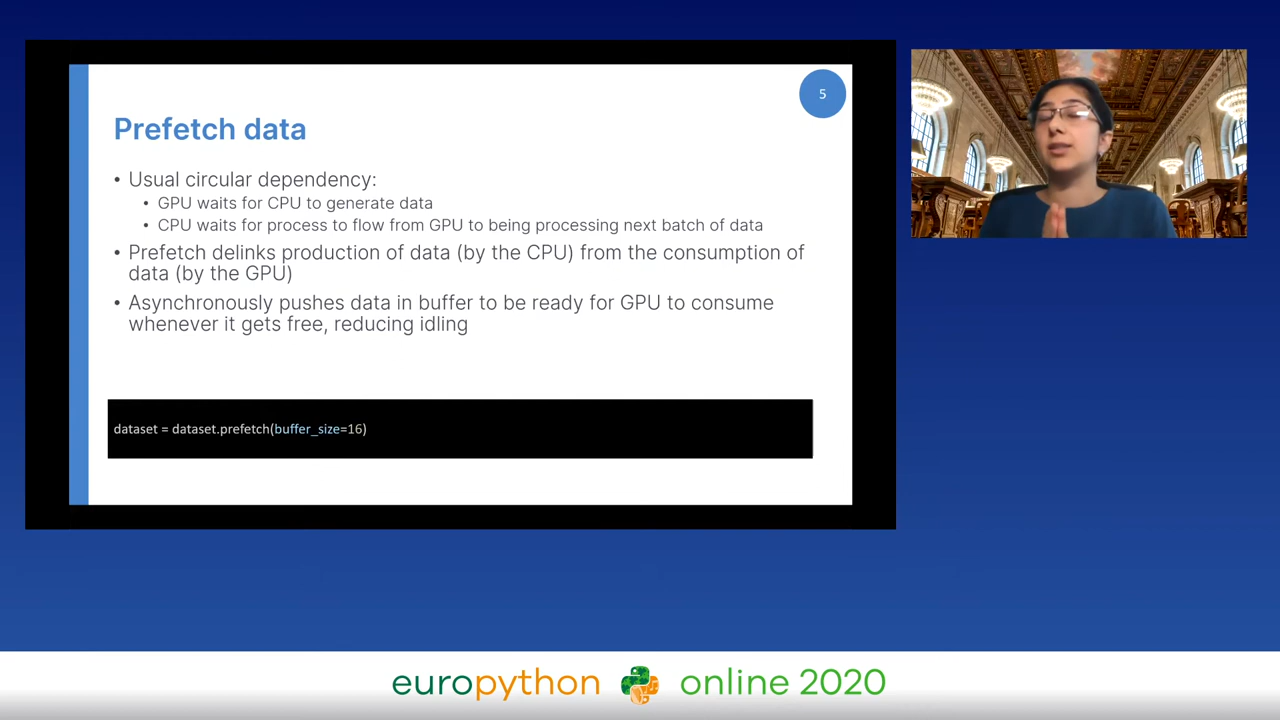 5
Prefetch data
• Usual circular dependency:
• GPU waits for CPU to generate data
• CPU waits for process to flow from GPU to being processing next batch of data
• Prefetch delinks production of data (by the CPU) from the consumption of
data (by the GPU)
• Asynchronously pushes data in buffer to be ready for GPU to consume
whenever it gets free, reducing idling
dataset = dataset.prefetch(buffer_size=16)
europython online 2020